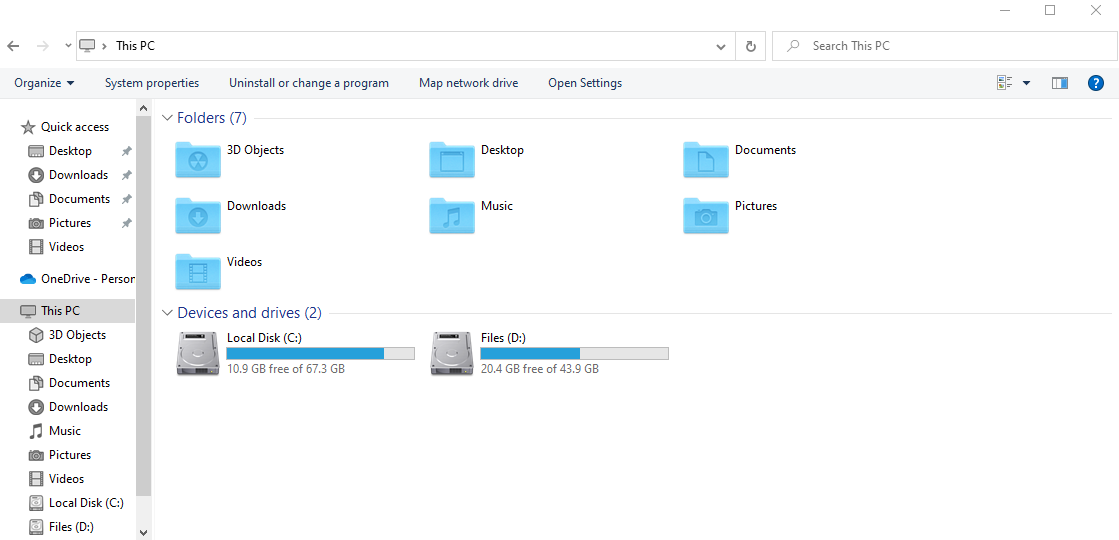 This PC
Search This PC
Organize
System properties
Uninstall or change a program
Map network drive
Open Settings
?
Quick access
Desktop
Downloads
Documents
Pictures
Videos
OneDrive - Person
This PC
3D Objects
Desktop
Documents
Downloads
Music
Pictures
Videos
Local Disk (C:)
Files (D:)
Folders (7)
3D Objects
Desktop
Documents
Downloads
Music
Pictures
Videos
Devices and drives (2)
Local Disk (C:)
10.9 GB free of 67.3 GB
Files (D:)
20.4 GB free of 43.9 GB